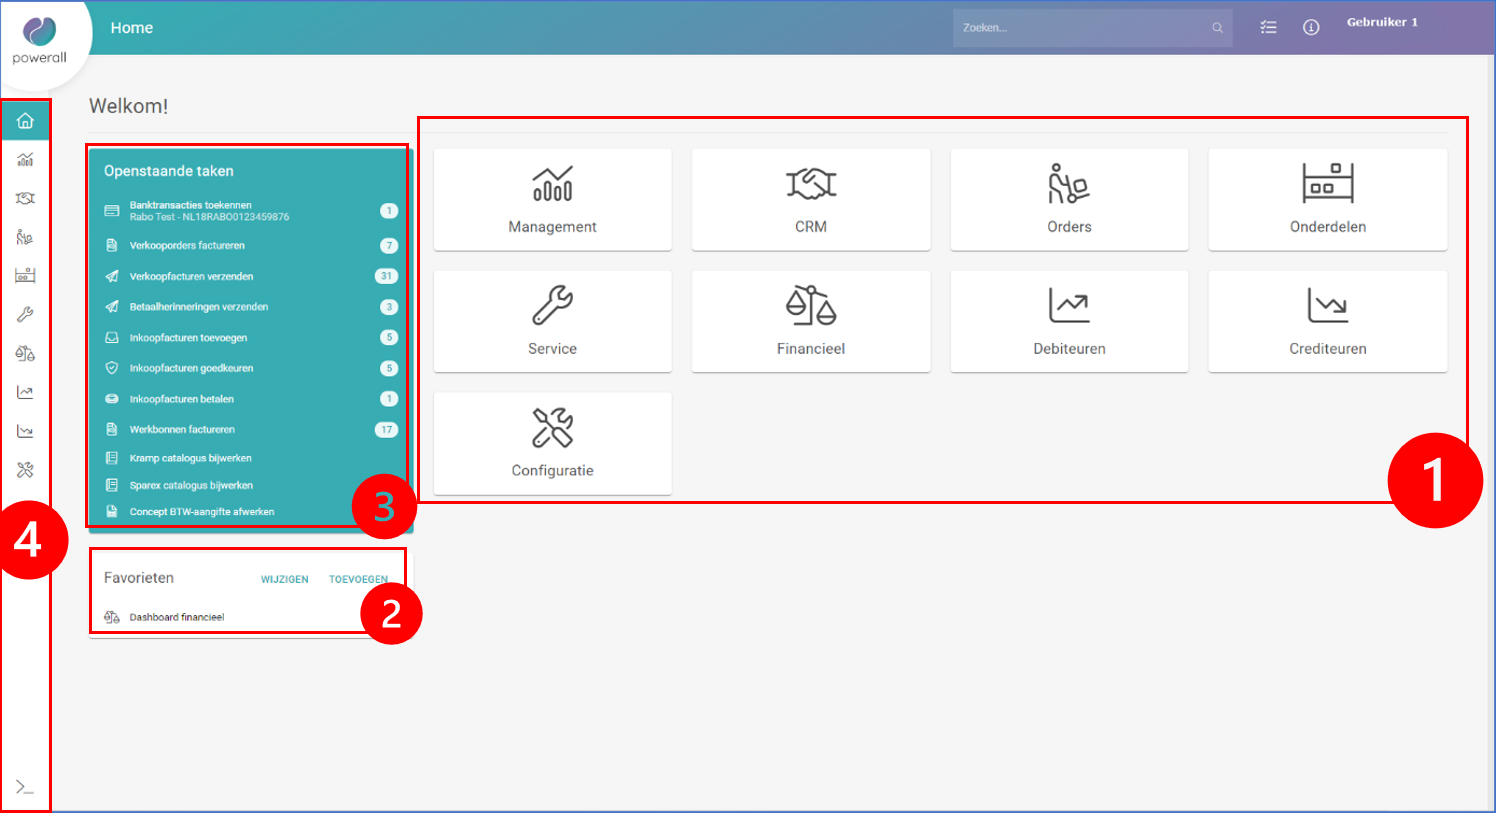 powerall
Home
Zoeken...
Gebruiker 1
Welkom!
Openstaande taken
Banktransacties toekennen
Rabo Test - NL18RABO0123459876
1
Verkooporders factureren
7
Verkoopfacturen verzenden
31
Betaalherinneringen verzenden
3
Inkoopfacturen toevoegen
5
Inkoopfacturen goedkeuren
5
Inkoopfacturen betalen
1
Werkbonnen factureren
17
Kramp catalogus bijwerken
Sparex catalogus bijwerken
Concept BTW-aangifte afwerken
3
Favorieten
WIJZIGEN
TOEVOEGEN
Dashboard financieel
2
Management
CRM
Orders
Onderdelen
Service
Financieel
Debiteuren
Crediteuren
Configuratie
1
4